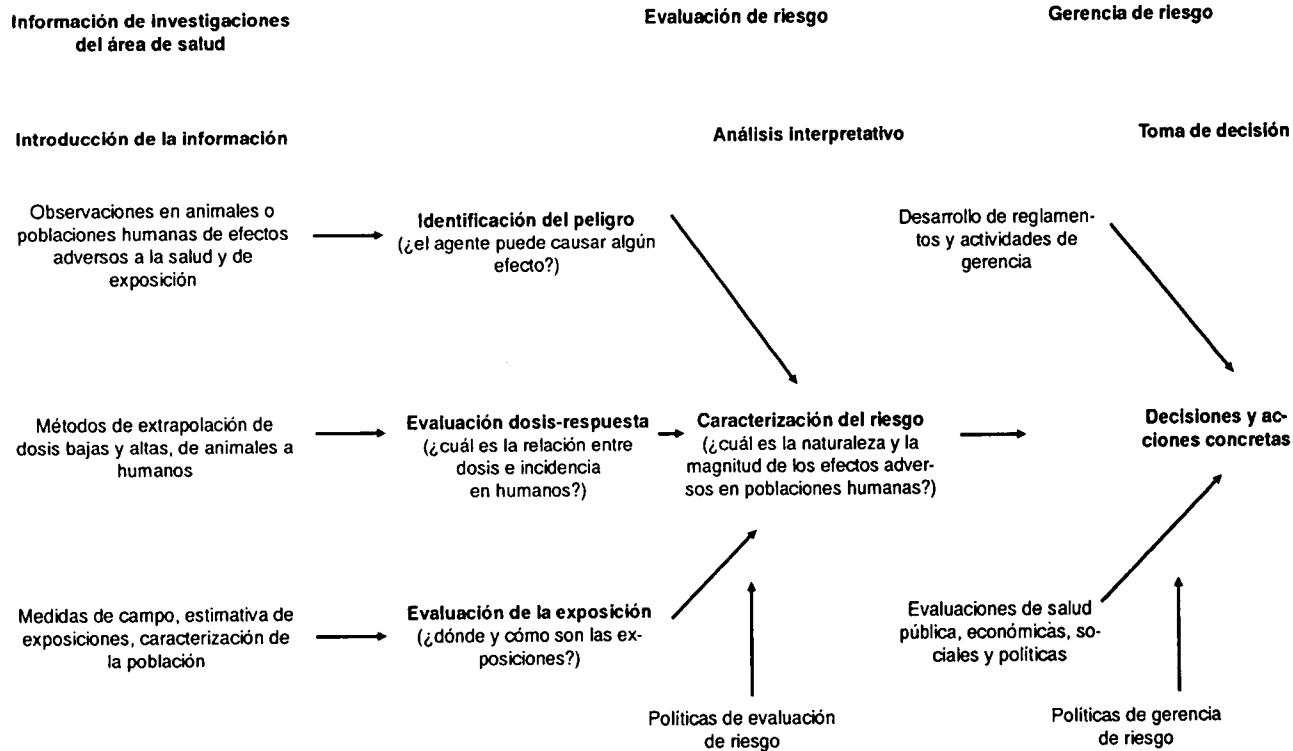 Información de investigaciones
del área de salud
Evaluación de riesgo
Gerencia de riesgo
Introducción de la información
Análisis interpretativo
Toma de decisión
Observaciones en animales o
poblaciones humanas de efectos
adversos a la salud y de
exposición
Identificación del peligro
(¿el agente puede causar algún
efecto?)
Desarrollo de reglamen-
tos y actividades de
gerencia
Métodos de extrapolación de
dosis bajas y altas, de animales a
humanos
Evaluación dosis-respuesta
(¿cuál es la relación entre
dosis e incidencia
en humanos?)
Caracterización del riesgo
(¿cuál es la naturaleza y la
magnitud de los efectos adver-
sos en poblaciones humanas?)
Decisiones y ac-
ciones concretas
Medidas de campo, estimativa de
exposiciones, caracterización de
la población
Evaluación de la exposición
(¿dónde y cómo son las ex-
posiciones?)
Evaluaciones de salud
pública, económicas, so-
ciales y políticas
Políticas de evaluación
de riesgo
Políticas de gerencia
de riesgo